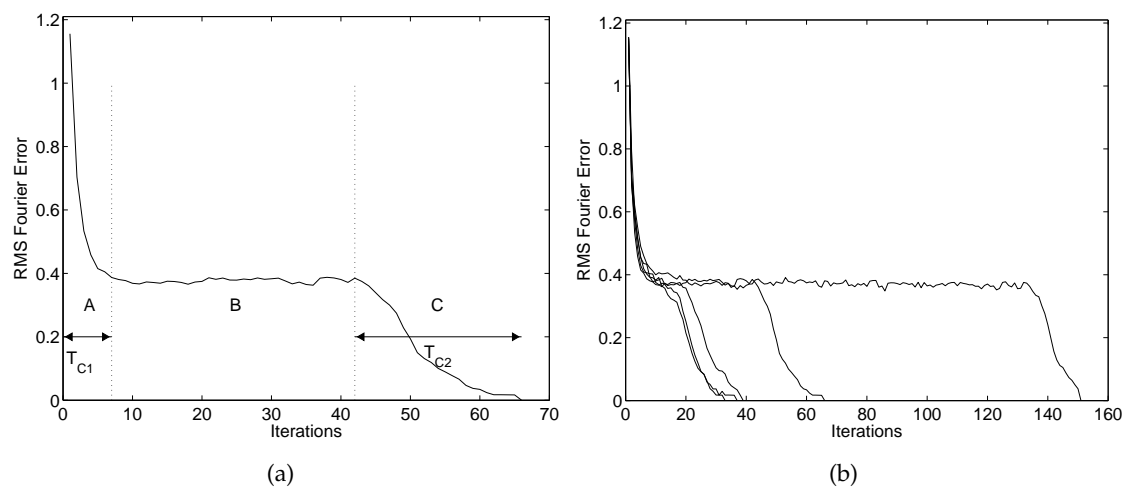 1.2
1
0.8
0.6
0.4
0.2
0
RMS Fourier Error
A
B
C
T_C1
T_C2
0 10 20 30 40 50 60 70
Iterations
(a)
1.2
1
0.8
0.6
0.4
0.2
0
RMS Fourier Error
0 20 40 60 80 100 120 140 160
Iterations
(b)